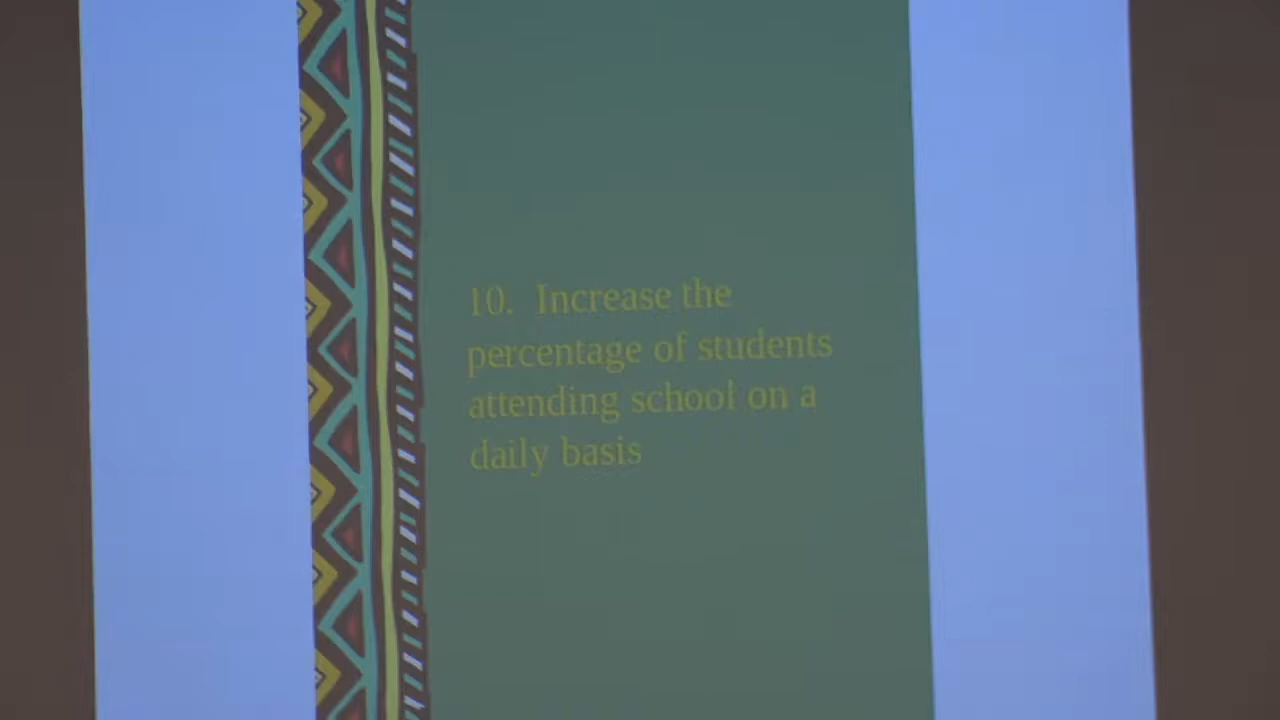 10. Increase the
percentage of students
attending school on a
daily basis